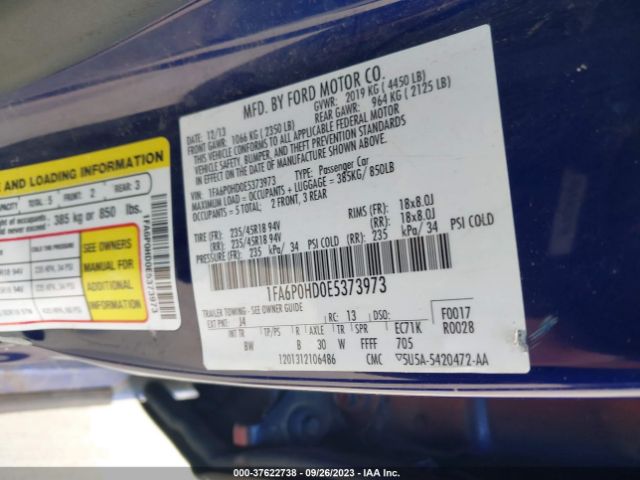 E AND LOADING INFORMATION
TOTAL: 5 FRONT: 2 REAR: 3
385 kg or 850 lbs.
SEE OWNERS
MANUAL FOR
ADDITIONAL
INFORMATION
1FA6P0HD0E5373973
MFD. BY FORD MOTOR CO.
DATE: 12/13 GVWR: 2019 KG ( 4450 LB)
FRONT GAWR: 1066 KG ( 2350 LB) REAR GAWR: 964 KG ( 2125 LB)
THIS VEHICLE CONFORMS TO ALL APPLICABLE FEDERAL MOTOR
VEHICLE SAFETY, BUMPER, AND THEFT PREVENTION STANDARDS IN
EFFECT ON THE DATE OF MANUFACTURE SHOWN ABOVE.
VIN: 1FA6P0HD0E5373973 TYPE: Passenger Car
MAXIMUM LOAD = OCCUPANTS + LUGGAGE = 385KG/ 850LB
OCCUPANTS = 5 TOTAL; 2 FRONT, 3 REAR
TIRE (FR): 235/45R18 94V RIMS (FR): 18x8.0J
(RR): 235/45R18 94V (RR): 18x8.0J
PRESSURE (FR): 235 kPa/ 34 PSI COLD (RR): 235 kPa/ 34 PSI COLD
1FA6P0HD0E5373973
TRAILER TOWING - SEE OWNER GUIDE
EXT PNT: J4 RC: 13 DSO: F0017
INT TR TP/PS R AXLE TR SPR EC71K R0028
BW B 30 W FFFF 705
1201312106486 CMC 5U5A-5420472-AA
000-37622738 - 09/26/2023 - IAA Inc.